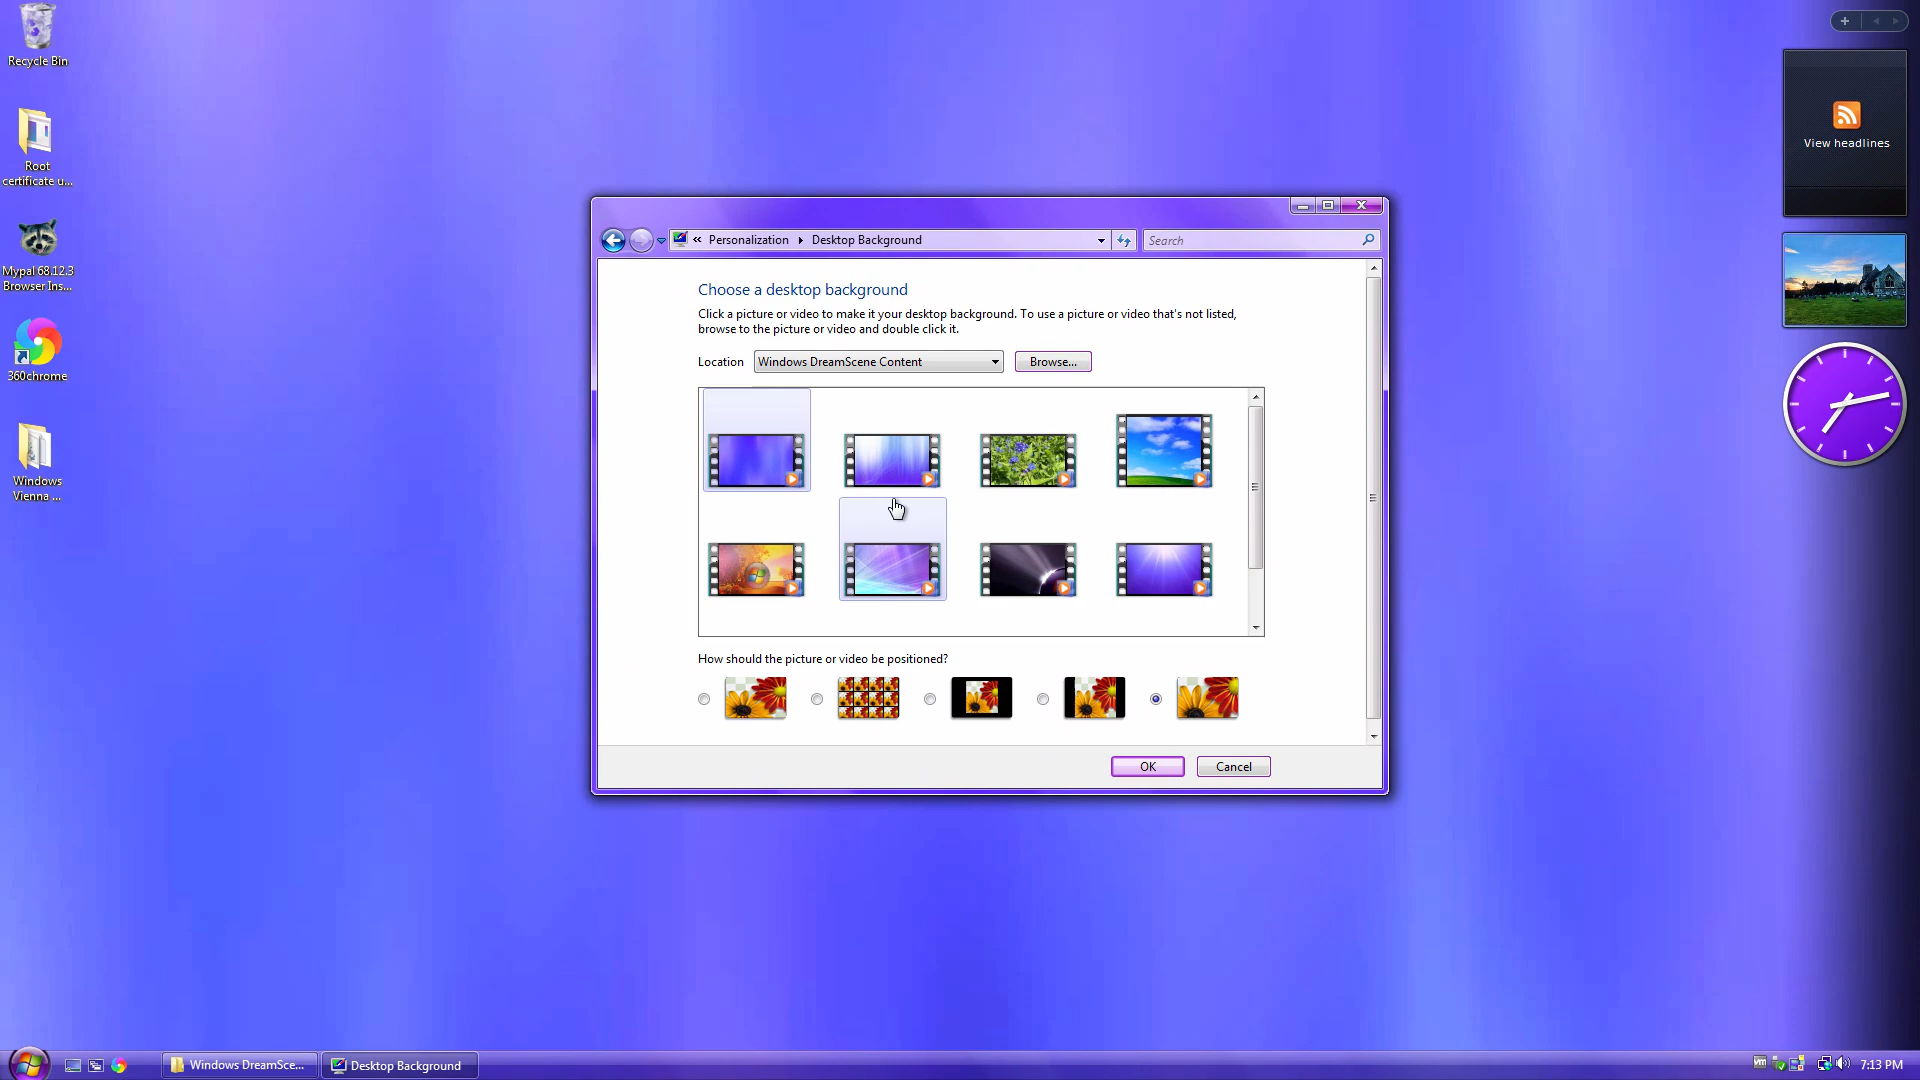 Recycle Bin
Root
certificate u...
Mypal 68.12.3
Browser Ins...
360chrome
Windows
Vienna ...
View headlines
« Personalization Desktop Background
Search
Choose a desktop background
Click a picture or video to make it your desktop background. To use a picture or video that's not listed,
browse to the picture or video and double click it.
Location Windows DreamScene Content Browse...
How should the picture or video be positioned?
OK Cancel
Windows DreamSce... Desktop Background
vm 7:13 PM